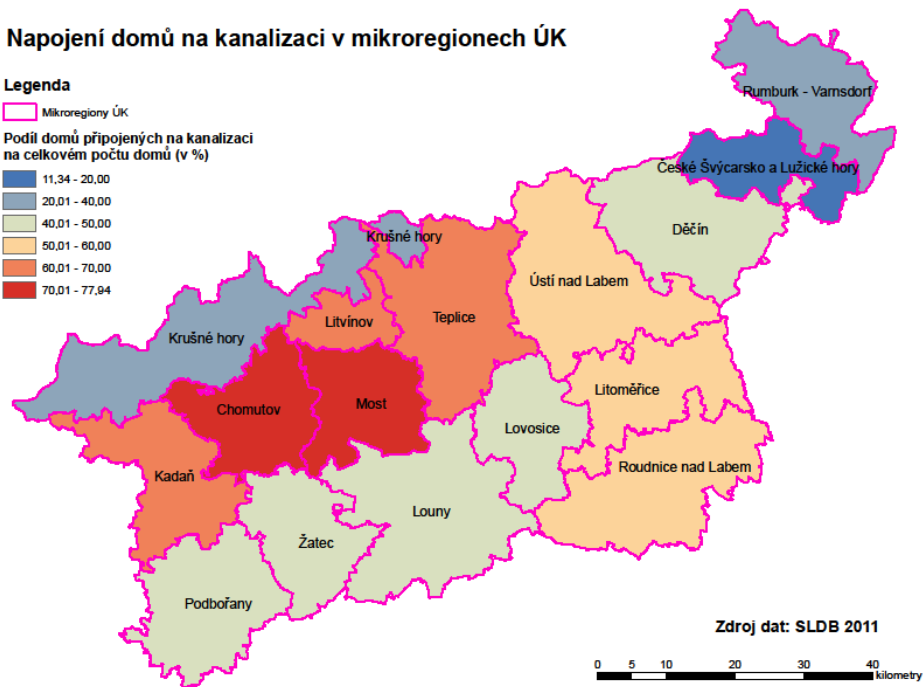 Napojení domů na kanalizaci v mikroregionech ÚK
Legenda
Mikroregiony ÚK
Podíl domů připojených na kanalizaci
na celkovém počtu domů (v %)
11,34 - 20,00
20,01 - 40,00
40,01 - 50,00
50,01 - 60,00
60,01 - 70,00
70,01 - 77,94
Rumburk - Varnsdorf
České Švýcarsko a Lužické hory
Děčín
Krušné hory
Ústí nad Labem
Teplice
Litvínov
Krušné hory
Litoměřice
Chomutov
Most
Lovosice
Roudnice nad Labem
Kadaň
Louny
Žatec
Podbořany
Zdroj dat: SLDB 2011
0 5 10 20 30 40
kilometry